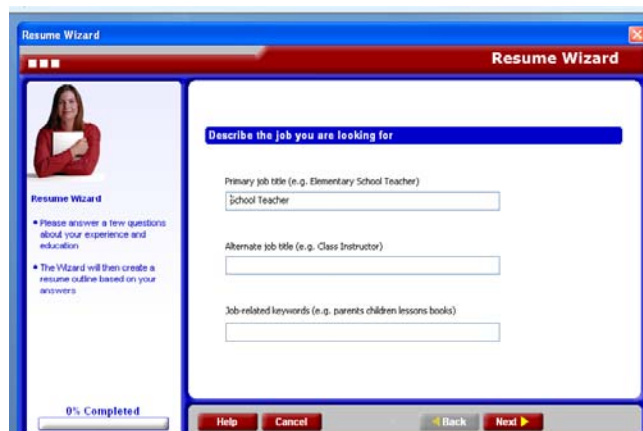 Resume Wizard
Resume Wizard
Resume Wizard
• Please answer a few questions
about your experience and
education
• The Wizard will then create a
resume outline based on your
answers
0% Completed
Describe the job you are looking for
Primary job title (e.g. Elementary School Teacher)
School Teacher
Alternate job title (e.g. Class Instructor)
Job-related keywords (e.g. parents children lessons books)
Help Cancel Back Next